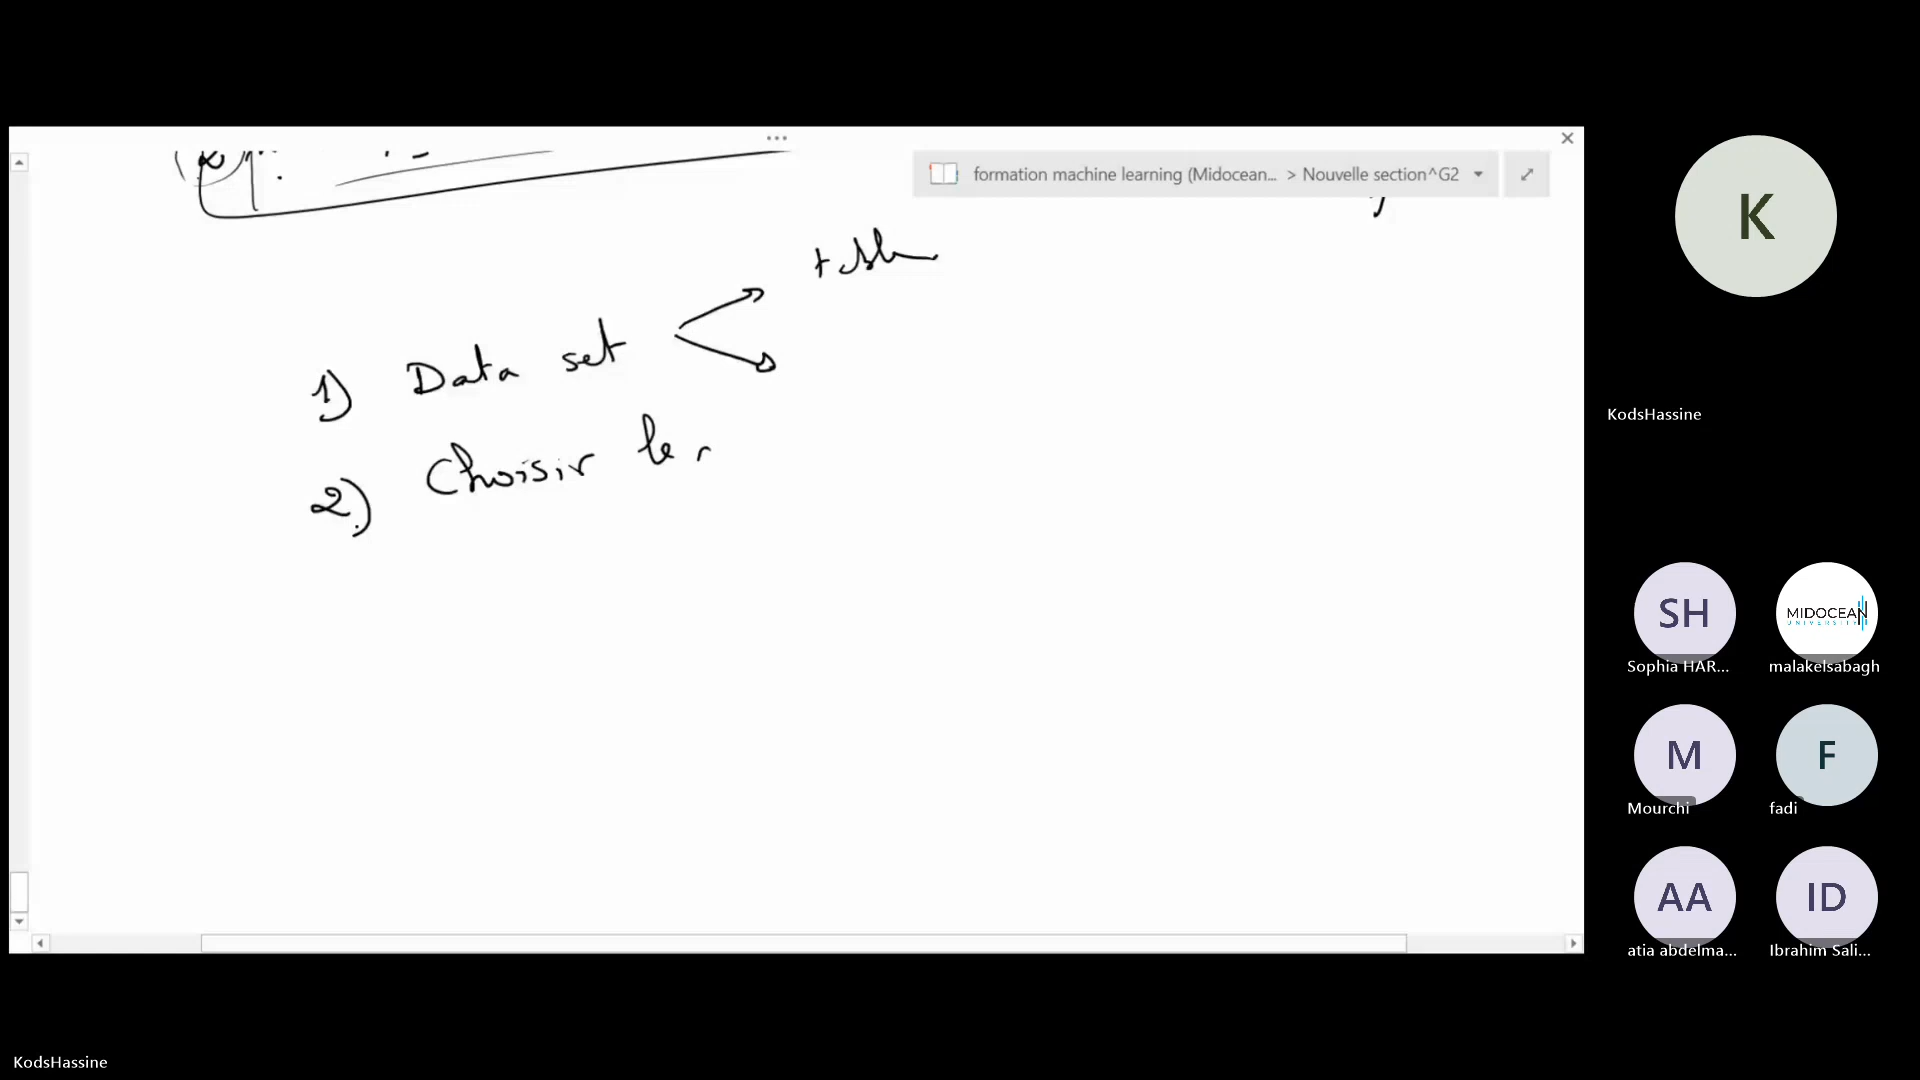 formation machine learning (Midocean... > Nouvelle section^G2
1) Data set
2) Choisir le
K
KodsHassine
SH
Sophia HAR...
MIDOCEAN
UNIVERSITY
malakelsabagh
M
Mourchi
F
fadi
AA
atia abdelma...
ID
Ibrahim Sali...
KodsHassine